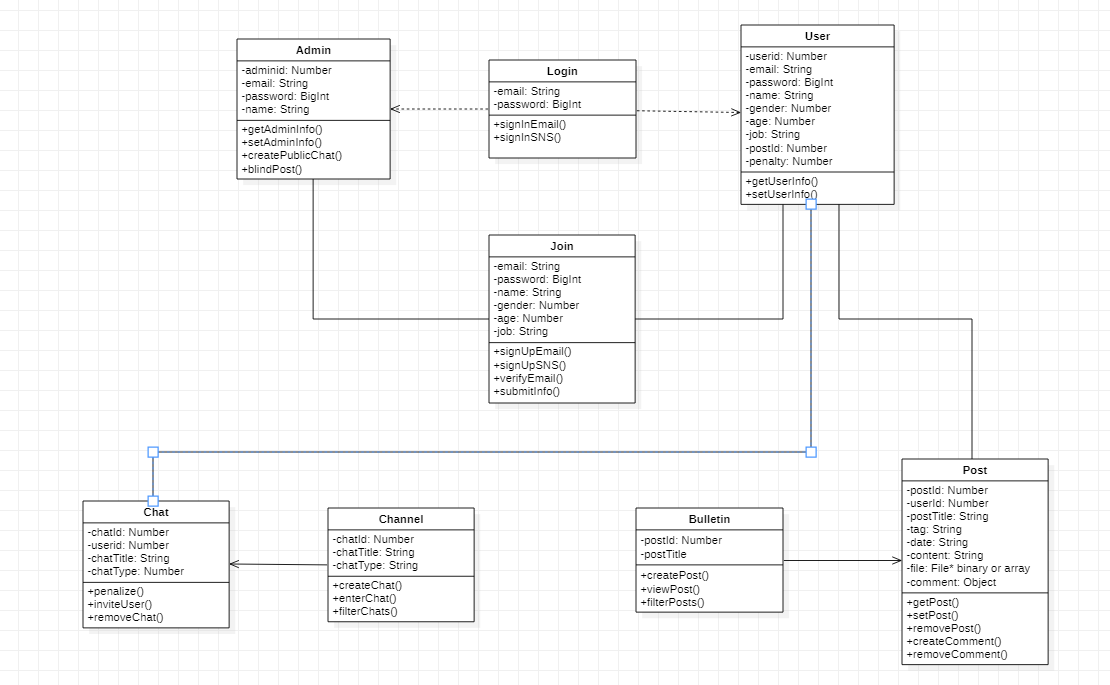 Admin
-adminid: Number
-email: String
-password: BigInt
-name: String
+getAdminInfo()
+setAdminInfo()
+createPublicChat()
+blindPost()
Login
-email: String
-password: BigInt
+signInEmail()
+signInSNS()
User
-userid: Number
-email: String
-password: BigInt
-name: String
-gender: Number
-age: Number
-job: String
-postId: Number
-penalty: Number
+getUserInfo()
+setUserInfo()
Join
-email: String
-password: BigInt
-name: String
-gender: Number
-age: Number
-job: String
+signUpEmail()
+signUpSNS()
+verifyEmail()
+submitInfo()
Chat
-chatId: Number
-userid: Number
-chatTitle: String
-chatType: Number
+penalize()
+inviteUser()
+removeChat()
Channel
-chatId: Number
-chatTitle: String
-chatType: String
+createChat()
+enterChat()
+filterChats()
Bulletin
-postId: Number
-postTitle
+createPost()
+viewPost()
+filterPosts()
Post
-postId: Number
-userId: Number
-postTitle: String
-tag: String
-date: String
-content: String
-file: File* binary or array
-comment: Object
+getPost()
+setPost()
+removePost()
+createComment()
+removeComment()